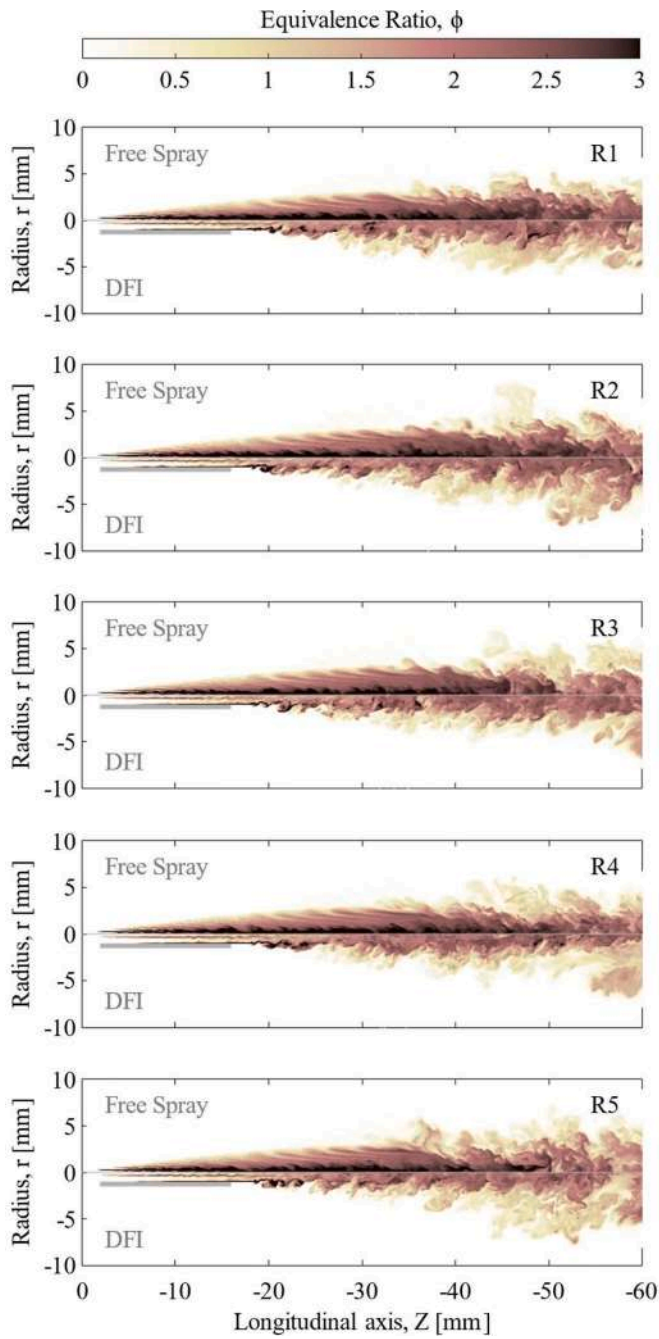 Equivalence Ratio, ϕ
0 0.5 1 1.5 2 2.5 3
10
Free Spray R1
5
0
-5
DFI
-10
Radius, r [mm]
10
Free Spray R2
5
0
-5
DFI
-10
Radius, r [mm]
10
Free Spray R3
5
0
-5
DFI
-10
Radius, r [mm]
10
Free Spray R4
5
0
-5
DFI
-10
Radius, r [mm]
10
Free Spray R5
5
0
-5
DFI
-10
Radius, r [mm]
0 -10 -20 -30 -40 -50 -60
Longitudinal axis, Z [mm]